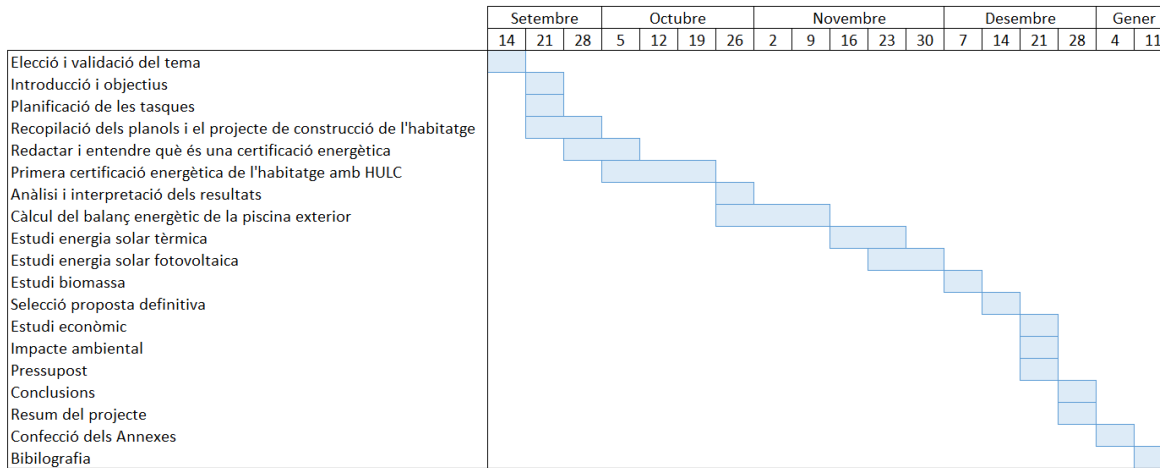 Setembre Octubre Novembre Desembre Gener
14 21 28 5 12 19 26 2 9 16 23 30 7 14 21 28 4 11
Elecció i validació del tema
Introducció i objectius
Planificació de les tasques
Recopilació dels planols i el projecte de construcció de l'habitatge
Redactar i entendre què és una certificació energètica
Primera certificació energètica de l'habitatge amb HULC
Anàlisi i interpretació dels resultats
Càlcul del balanç energètic de la piscina exterior
Estudi energia solar tèrmica
Estudi energia solar fotovoltaica
Estudi biomassa
Selecció proposta definitiva
Estudi econòmic
Impacte ambiental
Pressupost
Conclusions
Resum del projecte
Confecció dels Annexes
Bibilografia